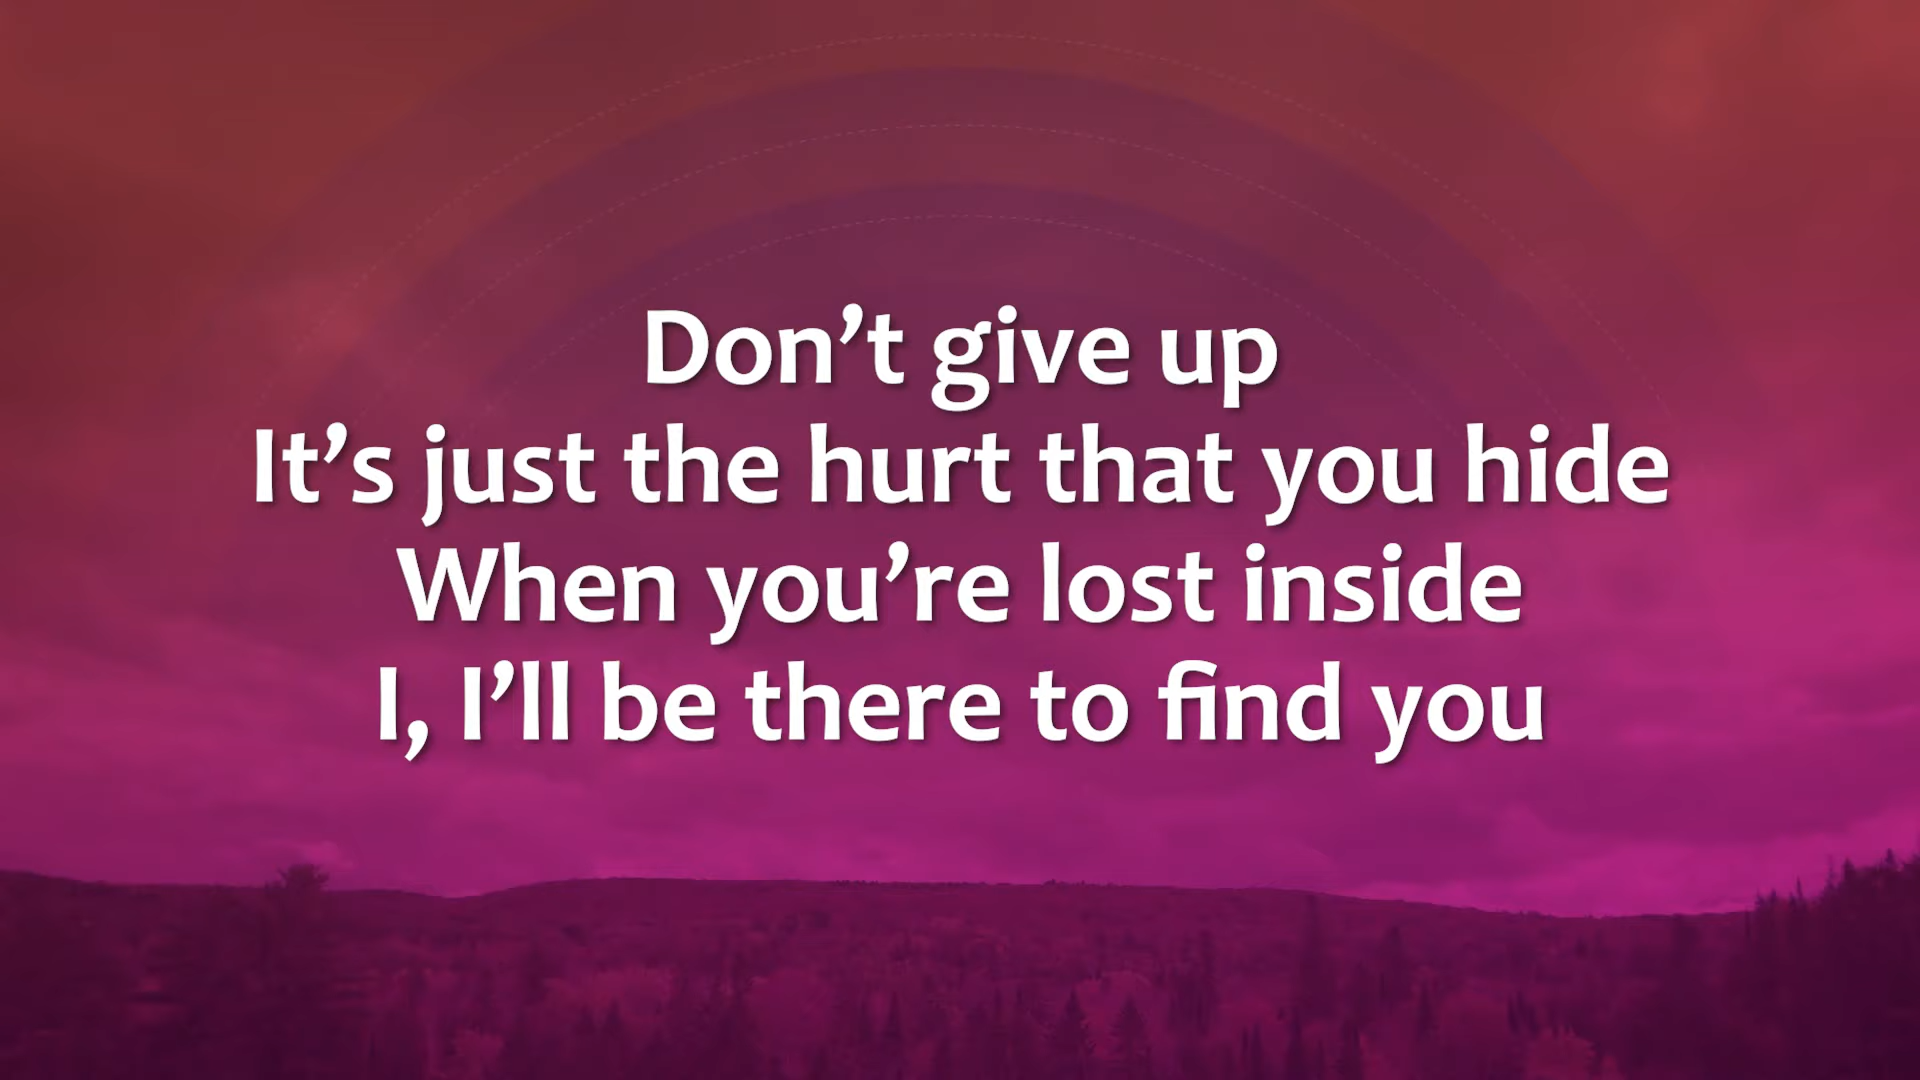 Don’t give up
It’s just the hurt that you hide
When you’re lost inside
I, I’ll be there to find you